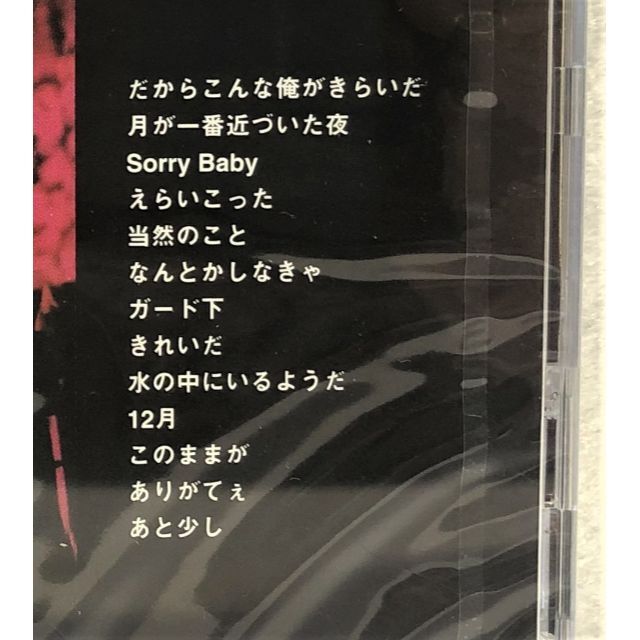 だからこんな俺がきらいだ
月が一番近づいた夜
Sorry Baby
えらいこった
当然のこと
なんとかしなきゃ
ガード下
きれいだ
水の中にいるようだ
12月
このままが
ありがてぇ
あと少し